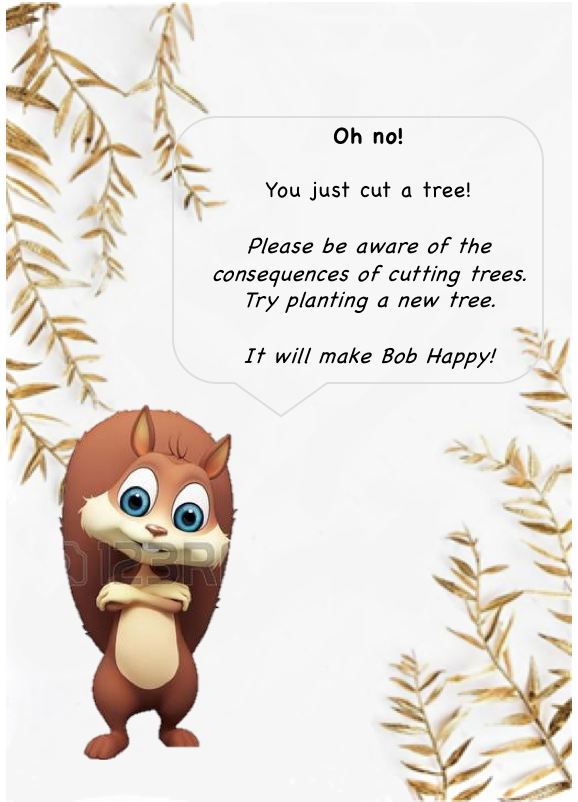 Oh no!
You just cut a tree!
Please be aware of the
consequences of cutting trees.
Try planting a new tree.
It will make Bob Happy!
123R